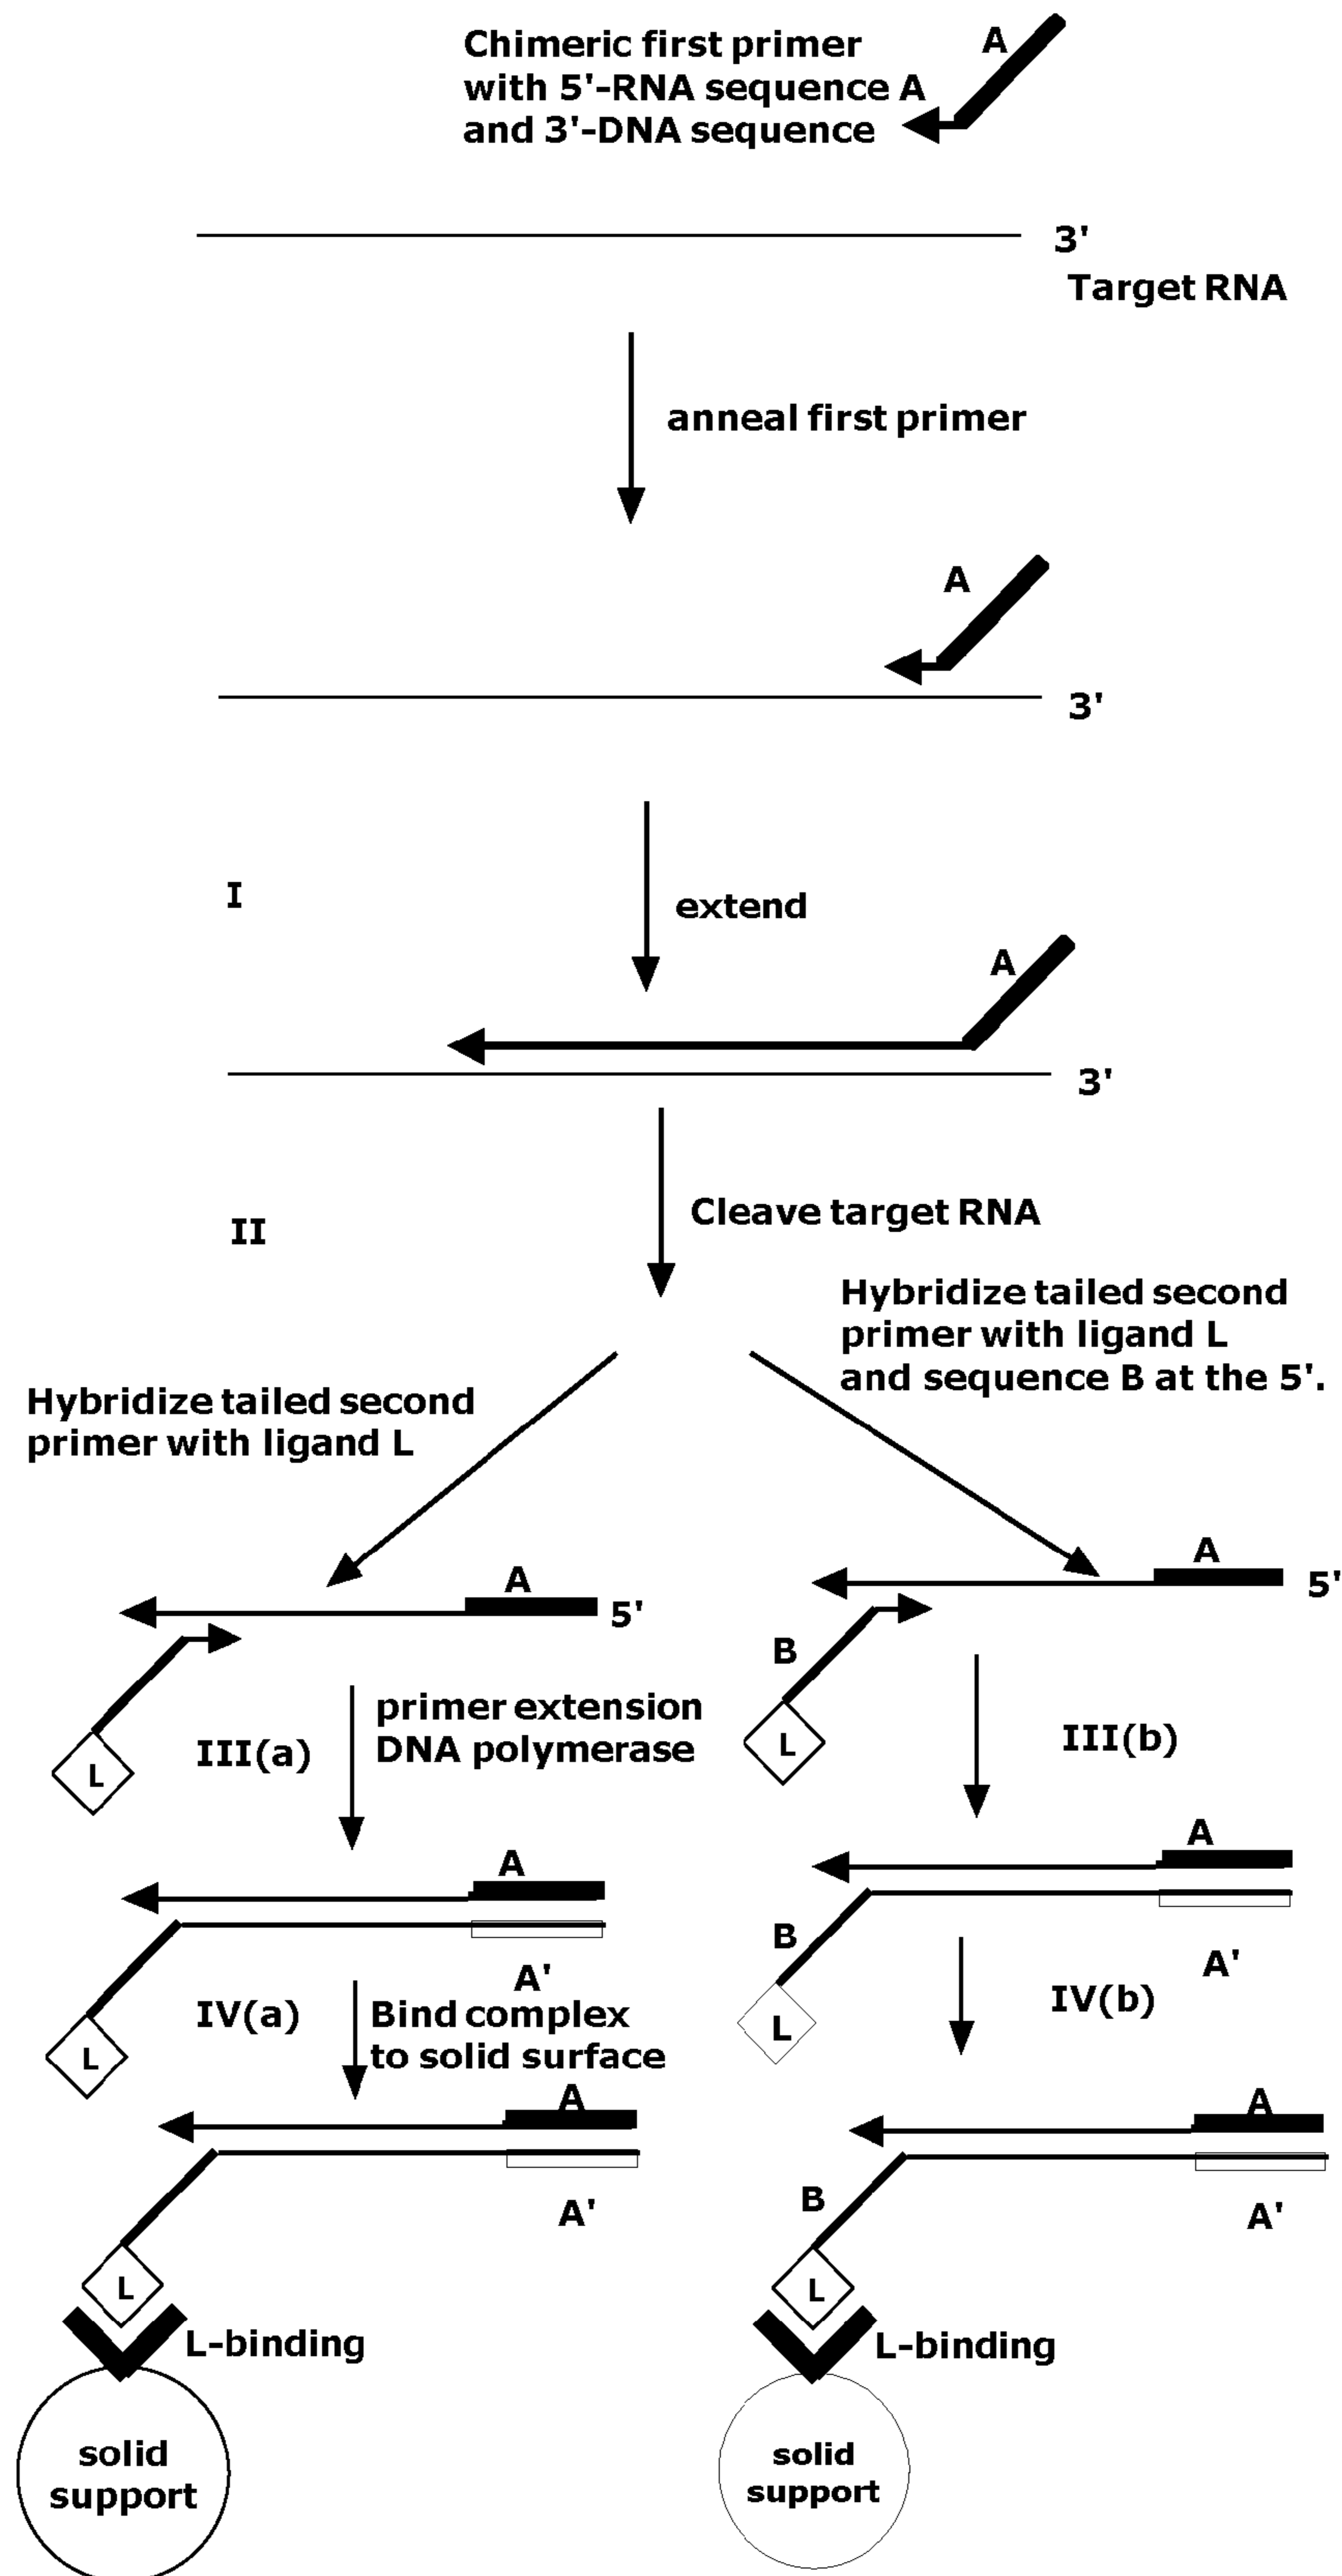 Chimeric first primer
with 5'-RNA sequence A
and 3'-DNA sequence
A
3'
Target RNA
anneal first primer
A
3'
I
extend
A
3'
II
Cleave target RNA
Hybridize tailed second
primer with ligand L
Hybridize tailed second
primer with ligand L
and sequence B at the 5'.
A
5'
L
III(a)
primer extension
DNA polymerase
A
A'
L
IV(a)
Bind complex
to solid surface
A
A'
L
L-binding
solid
support
A
5'
B
L
III(b)
A
B
A'
L
IV(b)
A
B
A'
L
L-binding
solid
support